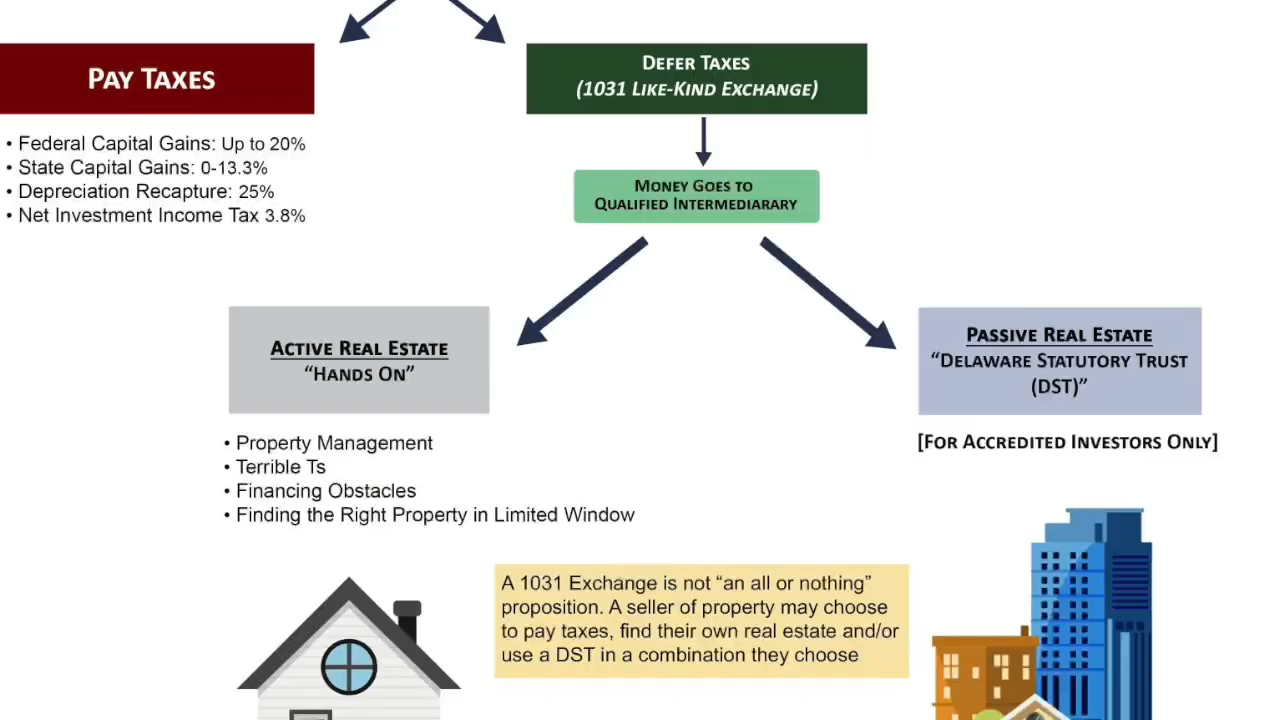 PAY TAXES
• Federal Capital Gains: Up to 20%
• State Capital Gains: 0-13.3%
• Depreciation Recapture: 25%
• Net Investment Income Tax 3.8%
DEFER TAXES
(1031 LIKE-KIND EXCHANGE)
MONEY GOES TO
QUALIFIED INTERMEDIARARY
ACTIVE REAL ESTATE
“HANDS ON”
• Property Management
• Terrible Ts
• Financing Obstacles
• Finding the Right Property in Limited Window
PASSIVE REAL ESTATE
“DELAWARE STATUTORY TRUST
(DST)”
[FOR ACCREDITED INVESTORS ONLY]
A 1031 Exchange is not “an all or nothing”
proposition. A seller of property may choose
to pay taxes, find their own real estate and/or
use a DST in a combination they choose